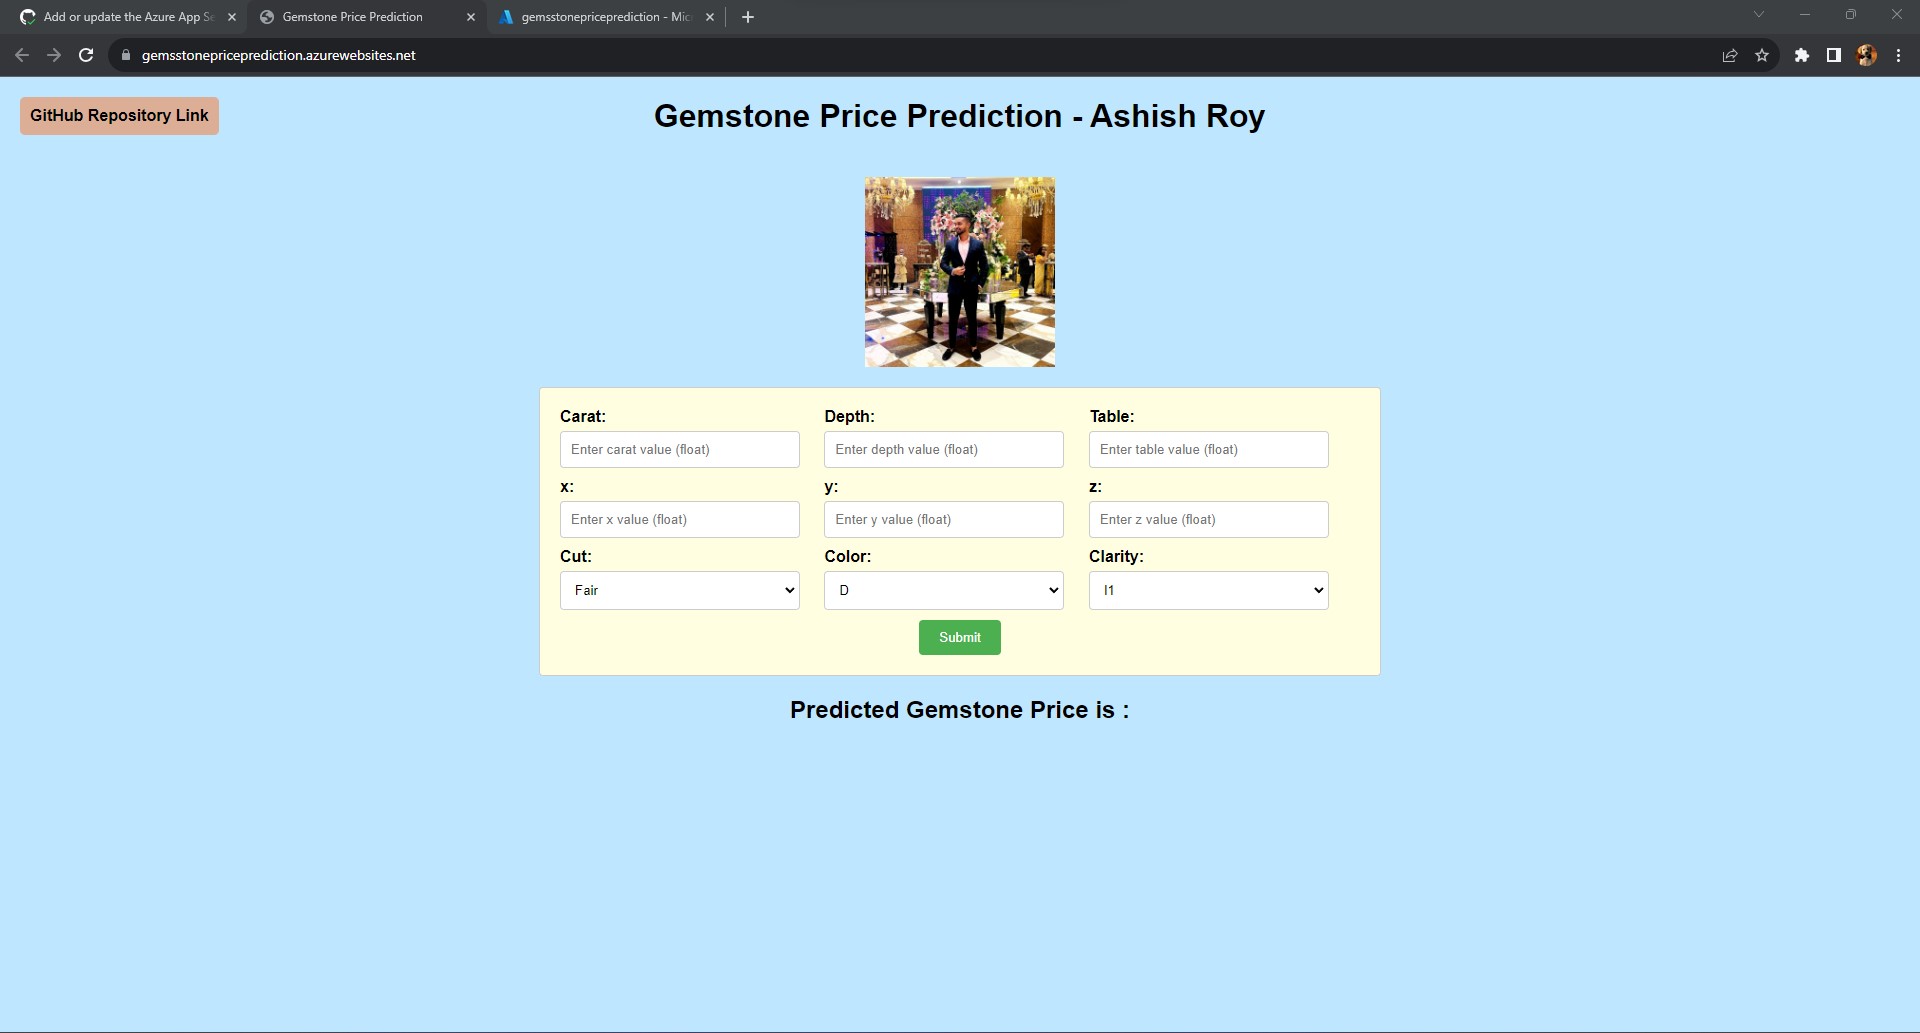 Add or update the Azure App Se
Gemstone Price Prediction
gemsstonepriceprediction - Mic
gemsstonepriceprediction.azurewebsites.net
GitHub Repository Link
Gemstone Price Prediction - Ashish Roy
Carat: Depth: Table:
Enter carat value (float) Enter depth value (float) Enter table value (float)
x: y: z:
Enter x value (float) Enter y value (float) Enter z value (float)
Cut: Color: Clarity:
Fair D I1
Submit
Predicted Gemstone Price is :